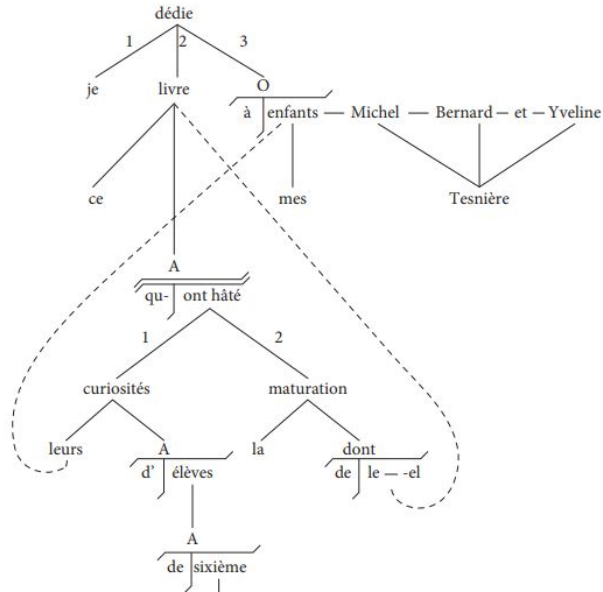 dédie
1 2 3
je livre O
à enfants — Michel — Bernard — et — Yveline
ce mes Tesnière
A
qu- ont hâté
1 2
curiosités maturation
leurs A la dont
d' élèves de le — -el
A
de sixième